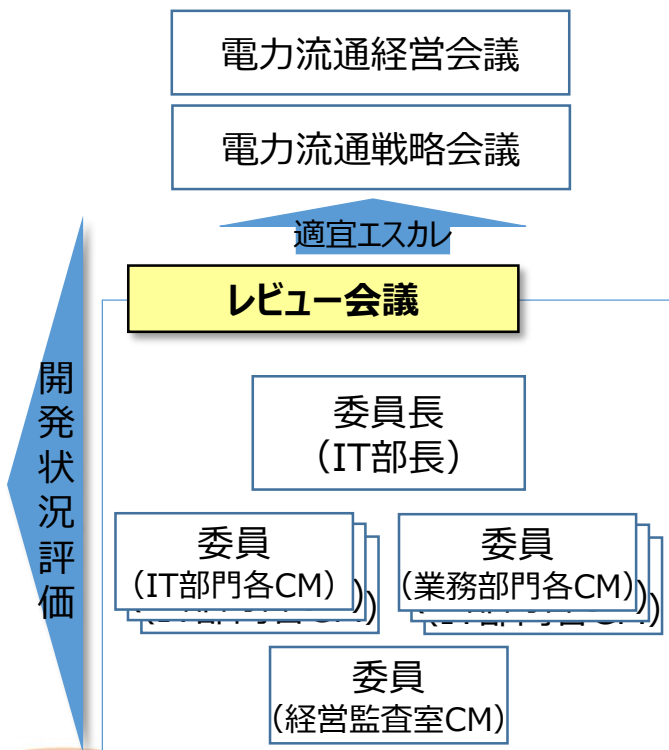 電力流通経営会議
電力流通戦略会議
適宜エスカレ
レビュー会議
開発状況評価
委員長
（IT部長）
委員
（IT部門各CM）
委員
（業務部門各CM）
委員
（経営監査室CM）